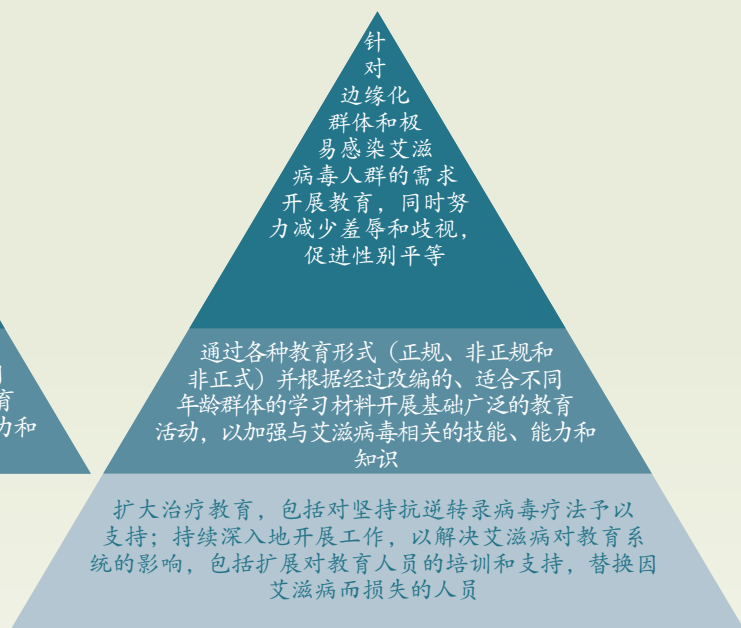 针
对
边缘化
群体和极
易感染艾滋
病毒人群的需求
开展教育，同时努
力减少羞辱和歧视，
促进性别平等
通过各种教育形式（正规、非正规和
非正式）并根据经过改编的、适合不同
年龄群体的学习材料开展基础广泛的教育
活动，以加强与艾滋病毒相关的技能、能力和
知识
扩大治疗教育，包括对坚持抗逆转录病毒疗法予以
支持；持续深入地开展工作，以解决艾滋病对教育系
统的影响，包括扩展对教育人员的培训和支持，替换因
艾滋病而损失的人员
育
力和